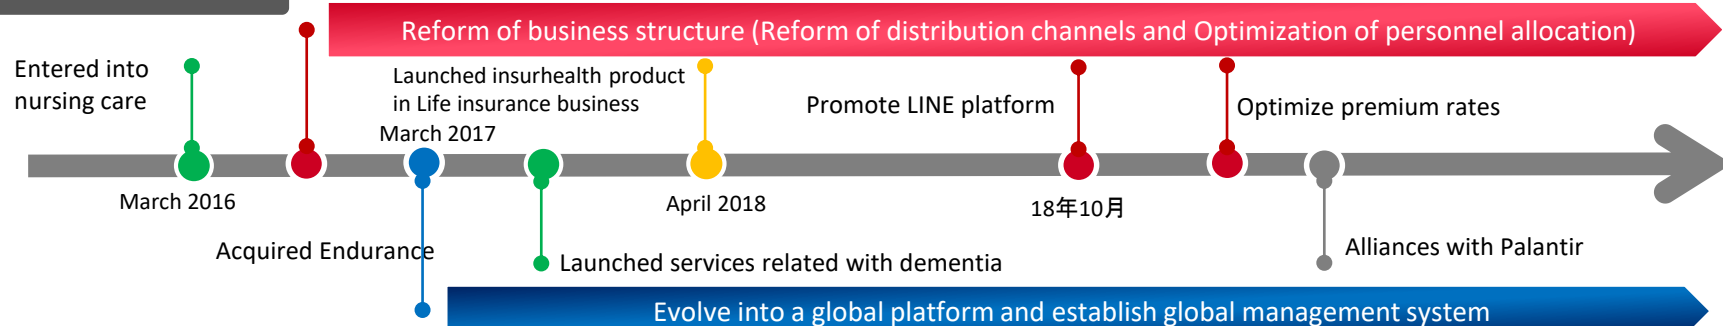 Reform of business structure (Reform of distribution channels and Optimization of personnel allocation)
Entered into
nursing care
Launched insurhealth product
in Life insurance business
Promote LINE platform
Optimize premium rates
March 2017
March 2016
April 2018
18年10月
Acquired Endurance
Launched services related with dementia
Alliances with Palantir
Evolve into a global platform and establish global management system